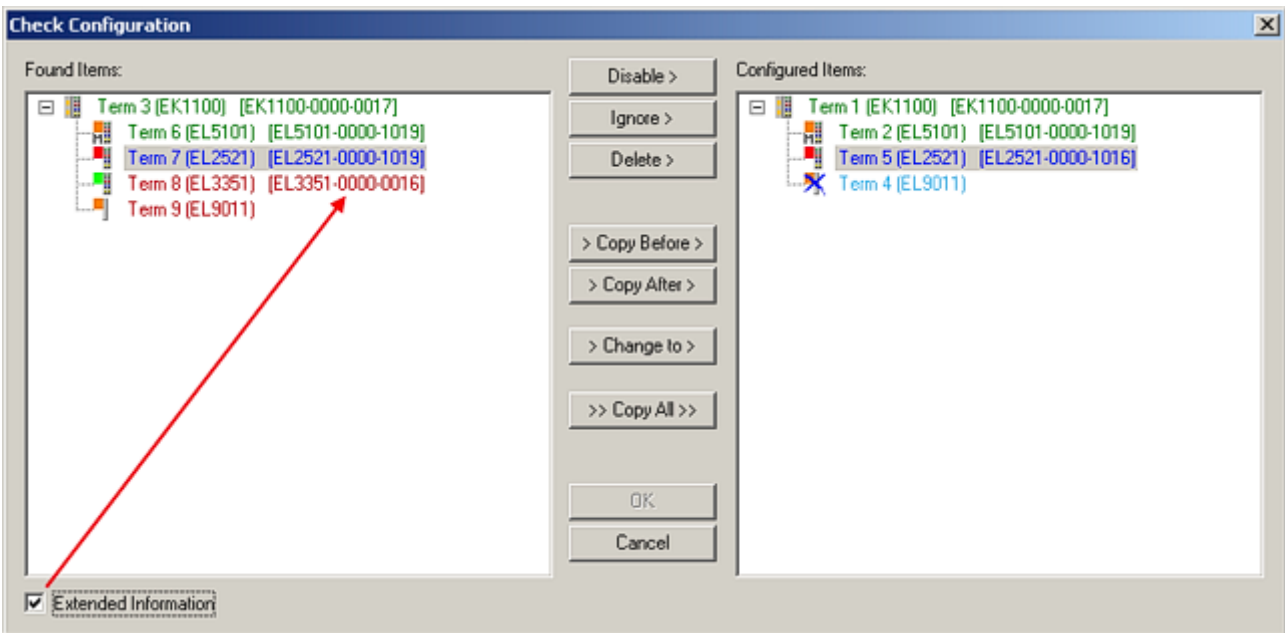 Check Configuration
Found Items:
Term 3 (EK1100) [EK1100-0000-0017]
Term 6 (EL5101) [EL5101-0000-1019]
Term 7 (EL2521) [EL2521-0000-1019]
Term 8 (EL3351) [EL3351-0000-0016]
Term 9 (EL9011)
Extended Information
Disable >
Ignore >
Delete >
> Copy Before >
> Copy After >
> Change to >
>> Copy All >>
OK
Cancel
Configured Items:
Term 1 (EK1100) [EK1100-0000-0017]
Term 2 (EL5101) [EL5101-0000-1019]
Term 5 (EL2521) [EL2521-0000-1016]
Term 4 (EL9011)